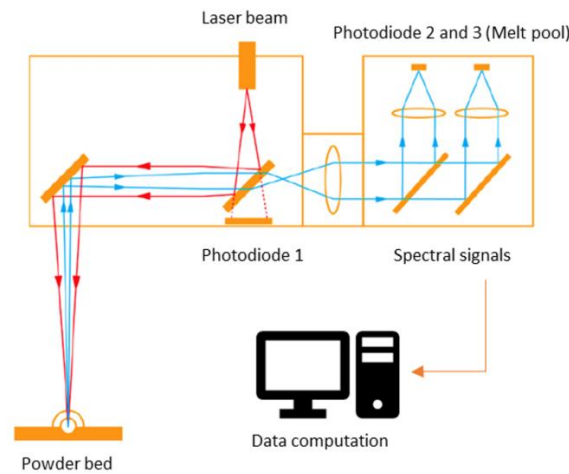 Laser beam
Photodiode 2 and 3 (Melt pool)
Photodiode 1
Spectral signals
Data computation
Powder bed